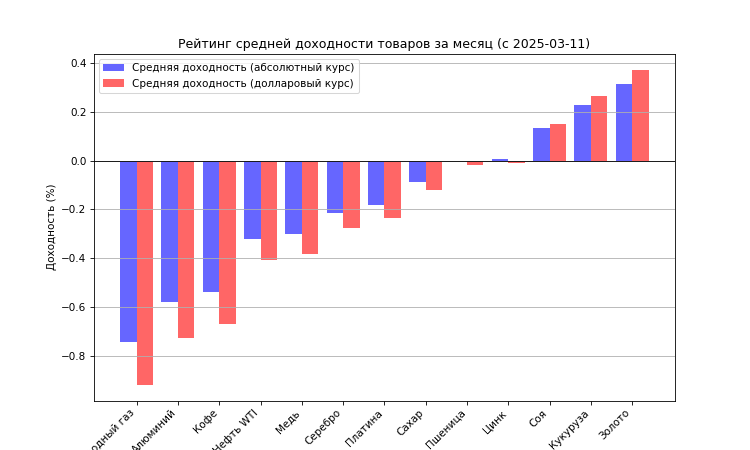 Рейтинг средней доходности товаров за месяц (с 2025-03-11)
Средняя доходность (абсолютный курс)
Средняя доходность (долларовый курс)
Доходность (%)
0.4
0.2
0.0
−0.2
−0.4
−0.6
−0.8
Алюминий
Кофе
Нефть WTI
Медь
Серебро
Платина
Сахар
Пшеница
Цинк
Соя
Кукуруза
Золото